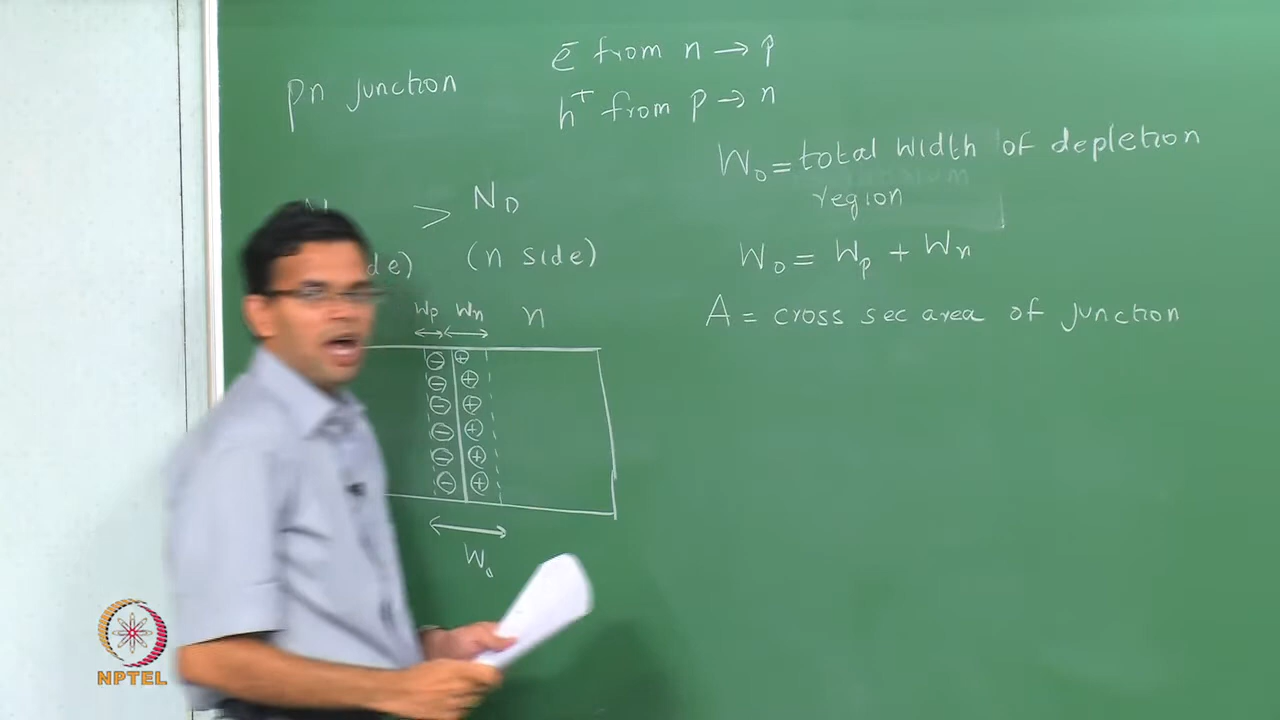 pn junction
ē from n → p
h⁺ from p → n
> N_D
(n side)
W_p W_n n
⊖ ⊕
⊖ ⊕
⊖ ⊕
⊖ ⊕
⊖ ⊕
⊖ ⊕
W₀
W₀ = total width of depletion
region
W₀ = W_p + W_n
A = cross sec area of junction
NPTEL